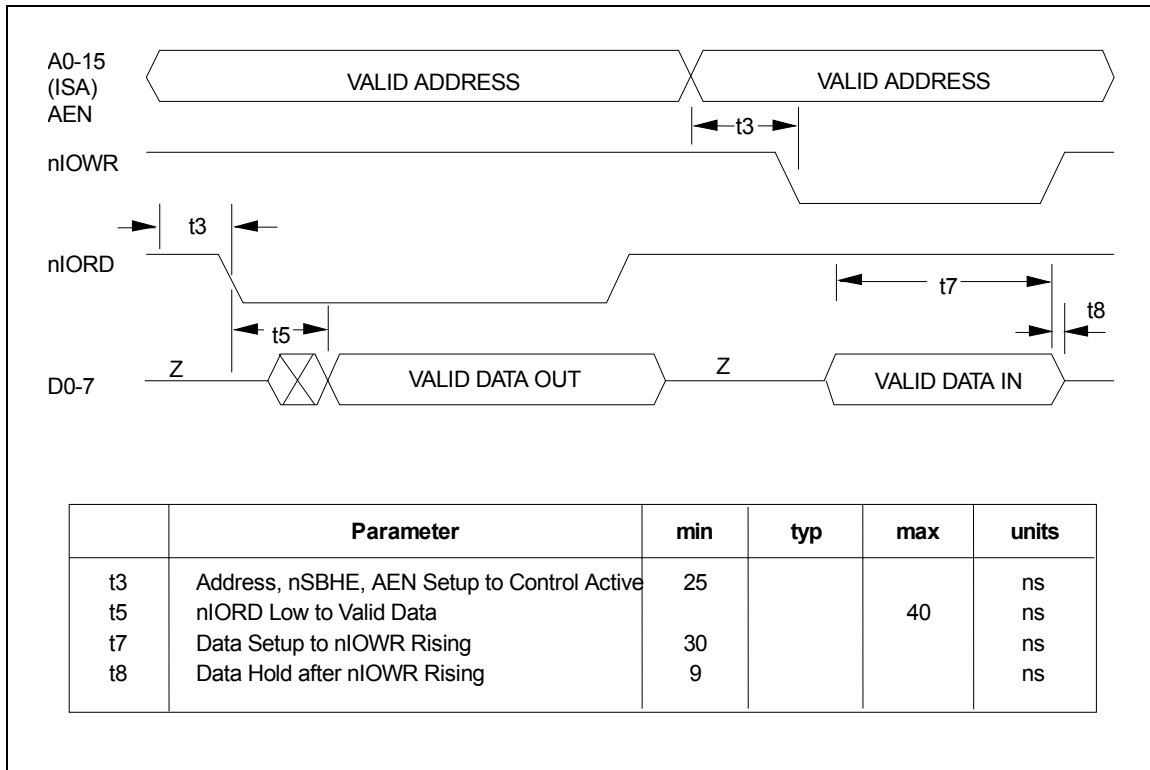 A0-15
(ISA)
AEN
VALID ADDRESS
VALID ADDRESS
t3
nIOWR
t3
nIORD
t7
t8
t5
D0-7
Z
VALID DATA OUT
Z
VALID DATA IN
Parameter min typ max units
t3 Address, nSBHE, AEN Setup to Control Active 25 ns
t5 nIORD Low to Valid Data 40 ns
t7 Data Setup to nIOWR Rising 30 ns
t8 Data Hold after nIOWR Rising 9 ns